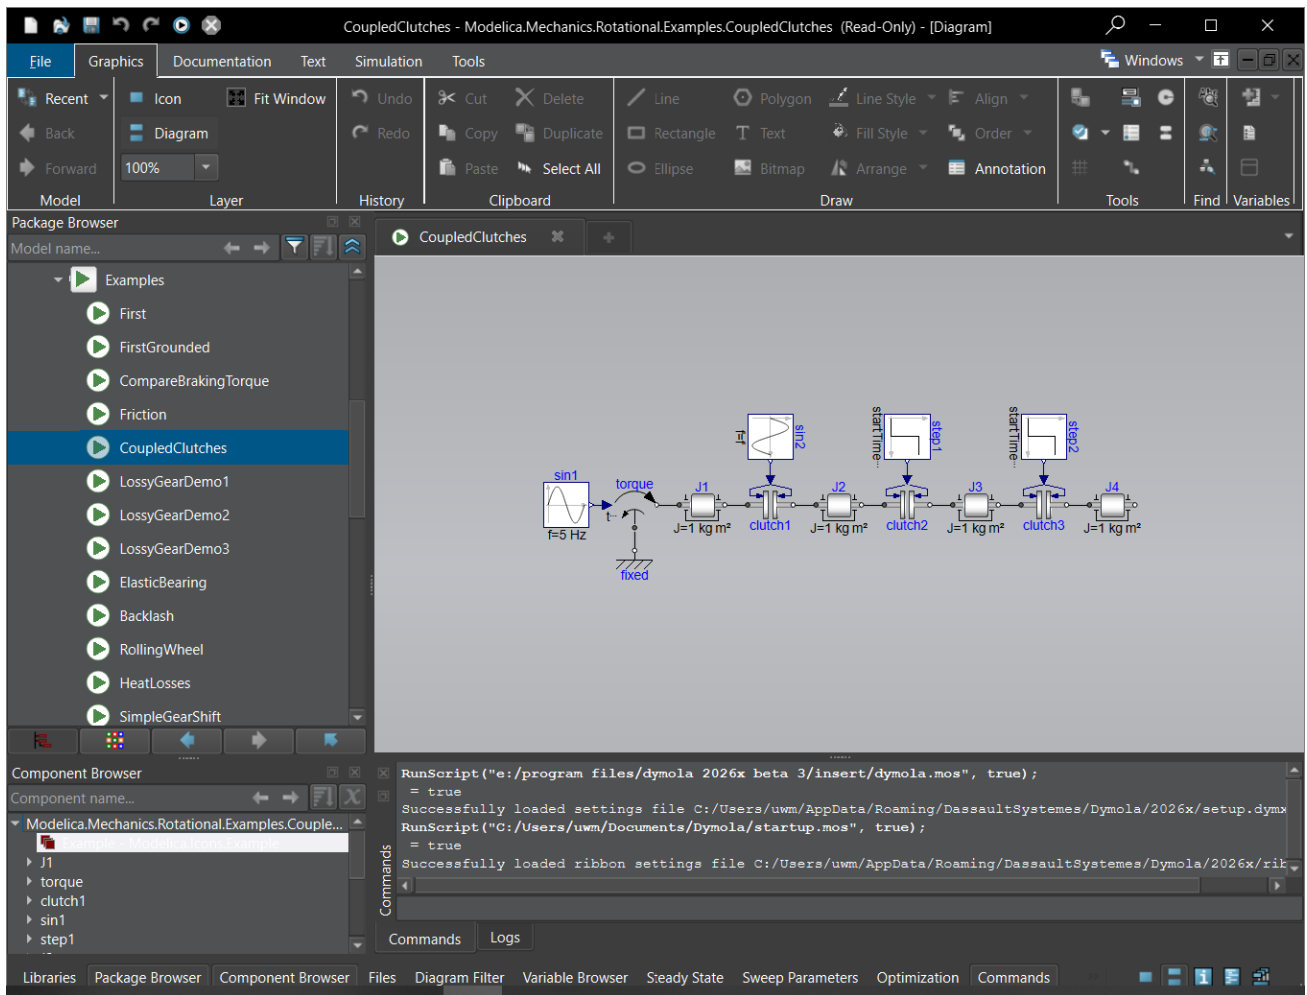 CoupledClutches - Modelica.Mechanics.Rotational.Examples.CoupledClutches (Read-Only) - [Diagram]
File Graphics Documentation Text Simulation Tools Windows
Recent Icon Fit Window Undo Cut Delete Line Polygon Line Style Align
Back Diagram Redo Copy Duplicate Rectangle Text Fill Style Order
Forward 100% Paste Select All Ellipse Bitmap Arrange Annotation
Model Layer History Clipboard Draw Tools Find Variables
Package Browser
Model name...
CoupledClutches
Examples
First
FirstGrounded
CompareBrakingTorque
Friction
CoupledClutches
LossyGearDemo1
LossyGearDemo2
LossyGearDemo3
ElasticBearing
Backlash
RollingWheel
HeatLosses
SimpleGearShift
f=f
sin2
startTime...
step1
startTime...
step2
sin1
torque
J1
J2
J3
J4
t...
f=5 Hz
J=1 kg m²
clutch1
J=1 kg m²
clutch2
J=1 kg m²
clutch3
J=1 kg m²
fixed
Component Browser
Component name...
Modelica.Mechanics.Rotational.Examples.Couple...
Example - Modelica.Icons.Example
J1
torque
clutch1
sin1
step1
Commands
RunScript("e:/program files/dymola 2026x beta 3/insert/dymola.mos", true);
= true
Successfully loaded settings file C:/Users/uwm/AppData/Roaming/DassaultSystemes/Dymola/2026x/setup.dymx
RunScript("C:/Users/uwm/Documents/Dymola/startup.mos", true);
= true
Successfully loaded ribbon settings file C:/Users/uwm/AppData/Roaming/DassaultSystemes/Dymola/2026x/rib
Commands Logs
Libraries Package Browser Component Browser Files Diagram Filter Variable Browser Steady State Sweep Parameters Optimization Commands